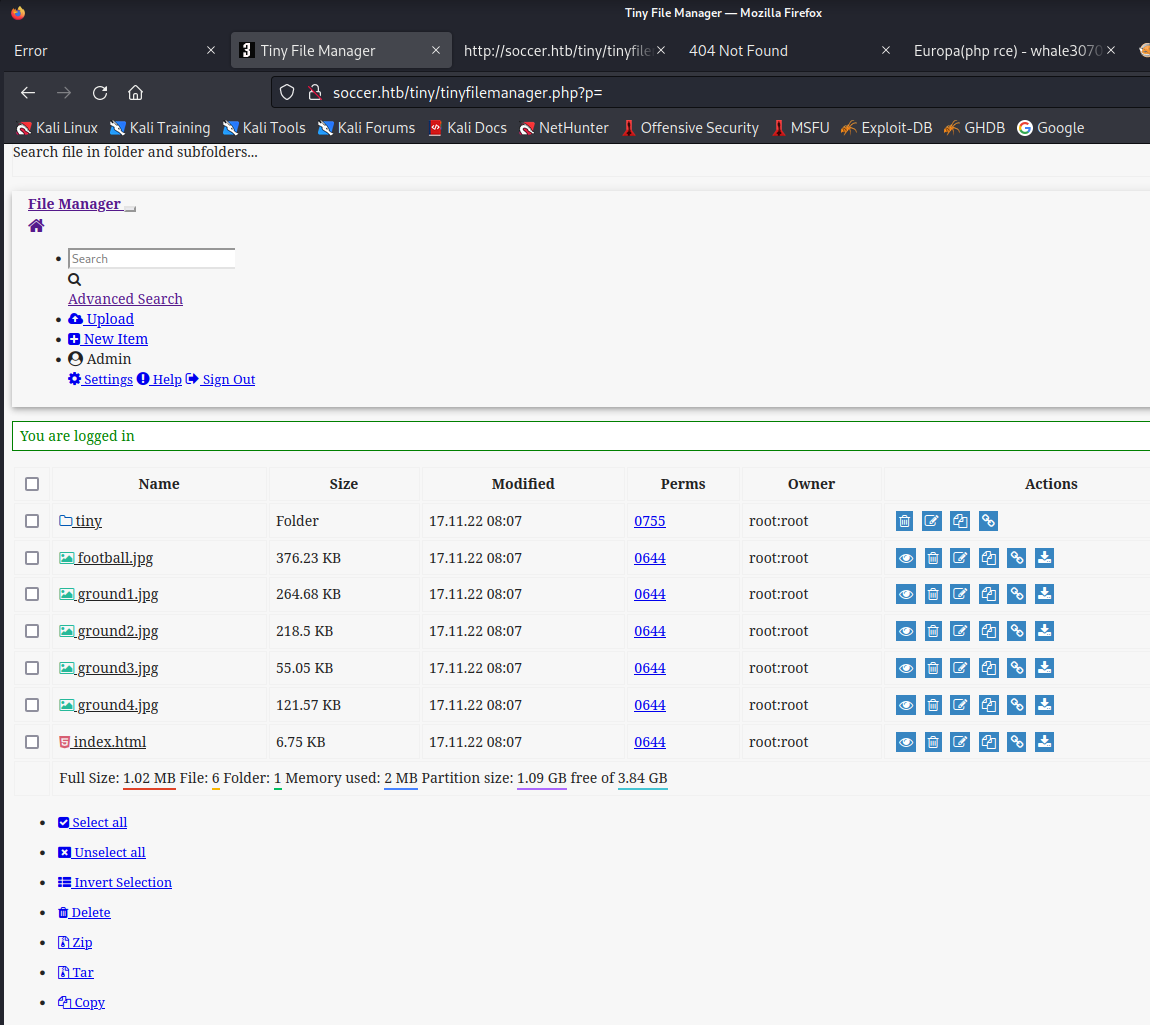 Tiny File Manager — Mozilla Firefox
Error × Tiny File Manager × http://soccer.htb/tiny/tinyfile × 404 Not Found × Europa(php rce) - whale3070 ×
soccer.htb/tiny/tinyfilemanager.php?p=
Kali Linux Kali Training Kali Tools Kali Forums Kali Docs NetHunter Offensive Security MSFU Exploit-DB GHDB Google
Search file in folder and subfolders...
File Manager
Search
Advanced Search
Upload
New Item
Admin
Settings Help Sign Out
You are logged in
Name Size Modified Perms Owner Actions
tiny Folder 17.11.22 08:07 0755 root:root
football.jpg 376.23 KB 17.11.22 08:07 0644 root:root
ground1.jpg 264.68 KB 17.11.22 08:07 0644 root:root
ground2.jpg 218.5 KB 17.11.22 08:07 0644 root:root
ground3.jpg 55.05 KB 17.11.22 08:07 0644 root:root
ground4.jpg 121.57 KB 17.11.22 08:07 0644 root:root
index.html 6.75 KB 17.11.22 08:07 0644 root:root
Full Size: 1.02 MB File: 6 Folder: 1 Memory used: 2 MB Partition size: 1.09 GB free of 3.84 GB
Select all
Unselect all
Invert Selection
Delete
Zip
Tar
Copy